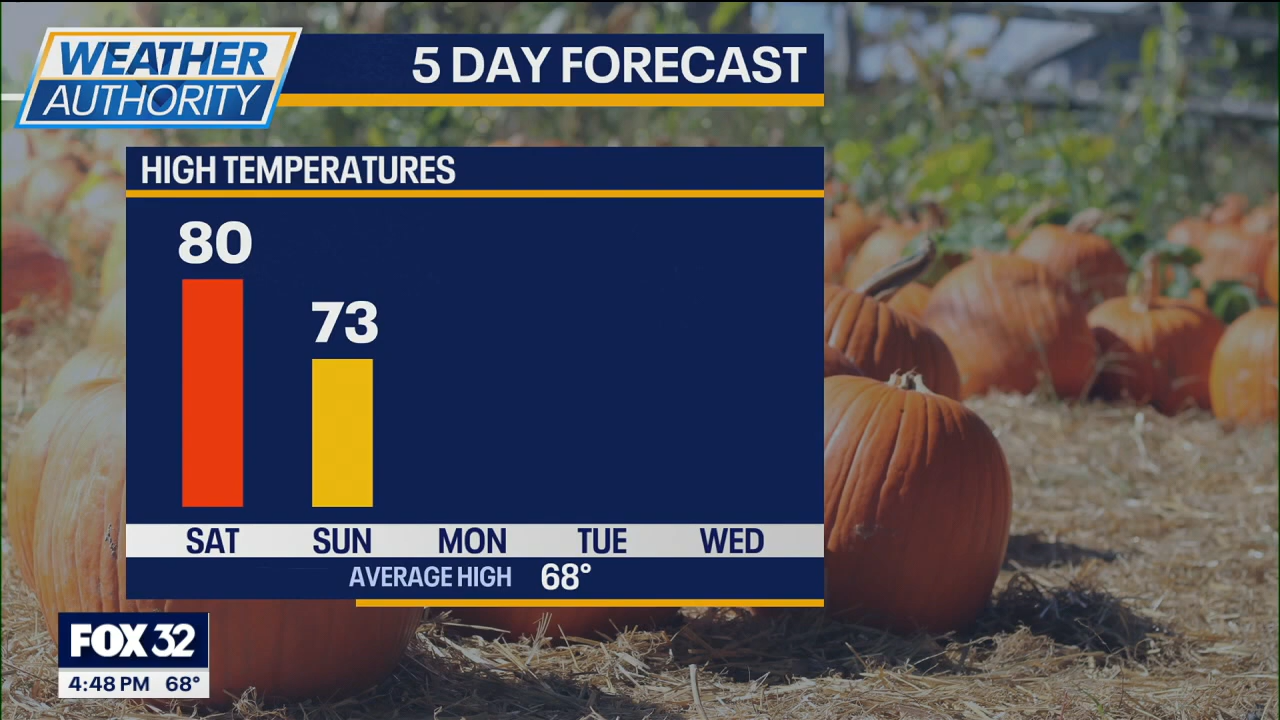 WEATHER
AUTHORITY
5 DAY FORECAST
HIGH TEMPERATURES
80
73
SAT SUN MON TUE WED
AVERAGE HIGH 68°
FOX 32
4:48 PM 68°